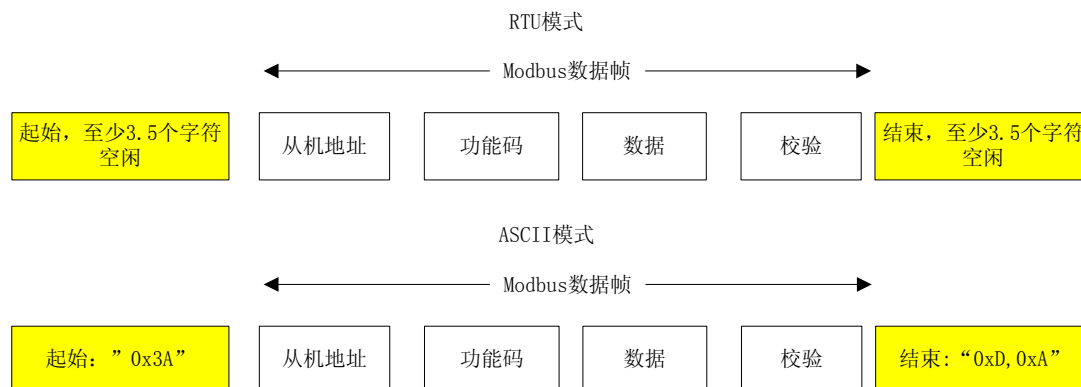 RTU模式
Modbus数据帧
起始，至少3.5个字符
空闲
从机地址
功能码
数据
校验
结束，至少3.5个字符
空闲
ASCII模式
Modbus数据帧
起始：”0x3A”
从机地址
功能码
数据
校验
结束:“0xD,0xA”